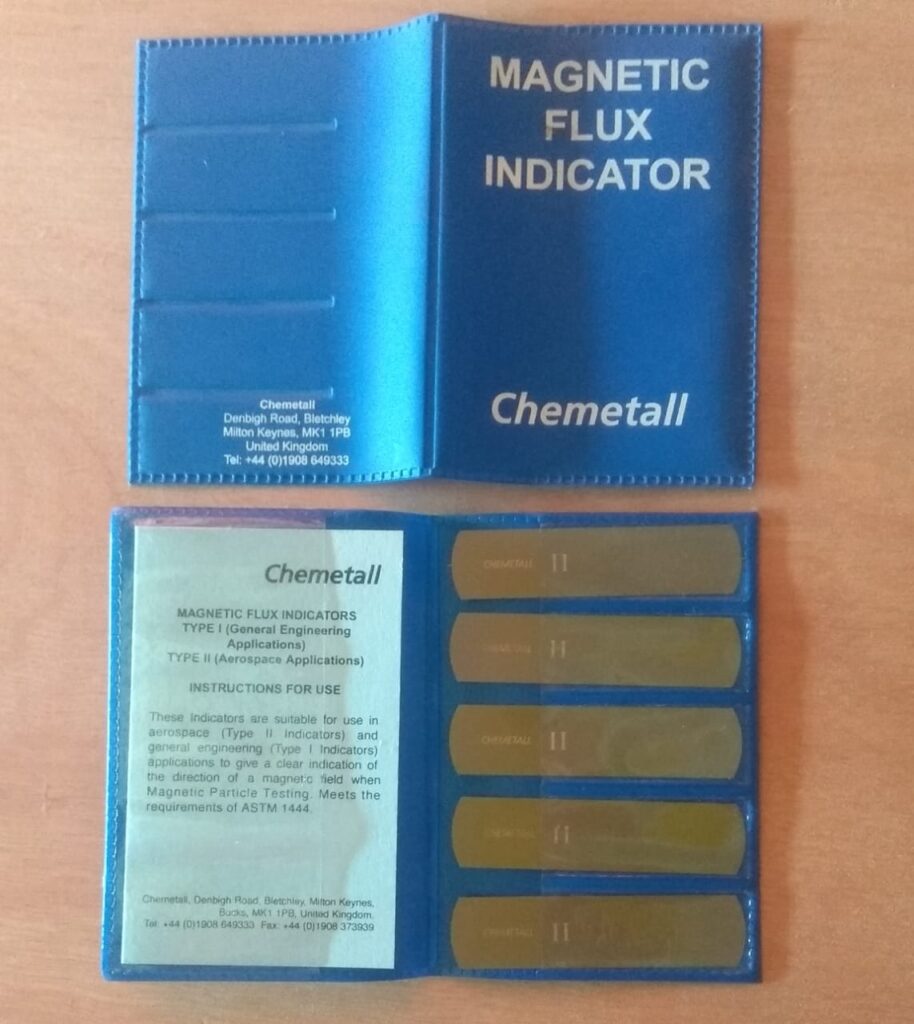 MAGNETIC
FLUX
INDICATOR
Chemetall
Chemetall
Denbigh Road, Bletchley
Milton Keynes, MK1 1PB
United Kingdom
Tel: +44 (0)1908 649333
Chemetall
MAGNETIC FLUX INDICATORS
TYPE I (General Engineering
Applications)
TYPE II (Aerospace Applications)
INSTRUCTIONS FOR USE
These Indicators are suitable for use in
aerospace (Type II Indicators) and
general engineering (Type I Indicators)
applications to give a clear indication of
the direction of a magnetic field when
Magnetic Particle Testing. Meets the
requirements of ASTM 1444.
Chemetall, Denbigh Road, Bletchley, Milton Keynes,
Bucks, MK1 1PB, United Kingdom.
Tel: +44 (0)1908 649333 Fax: +44 (0)1908 373939
CHEMETALL II
CHEMETALL II
CHEMETALL II
CHEMETALL II
CHEMETALL II